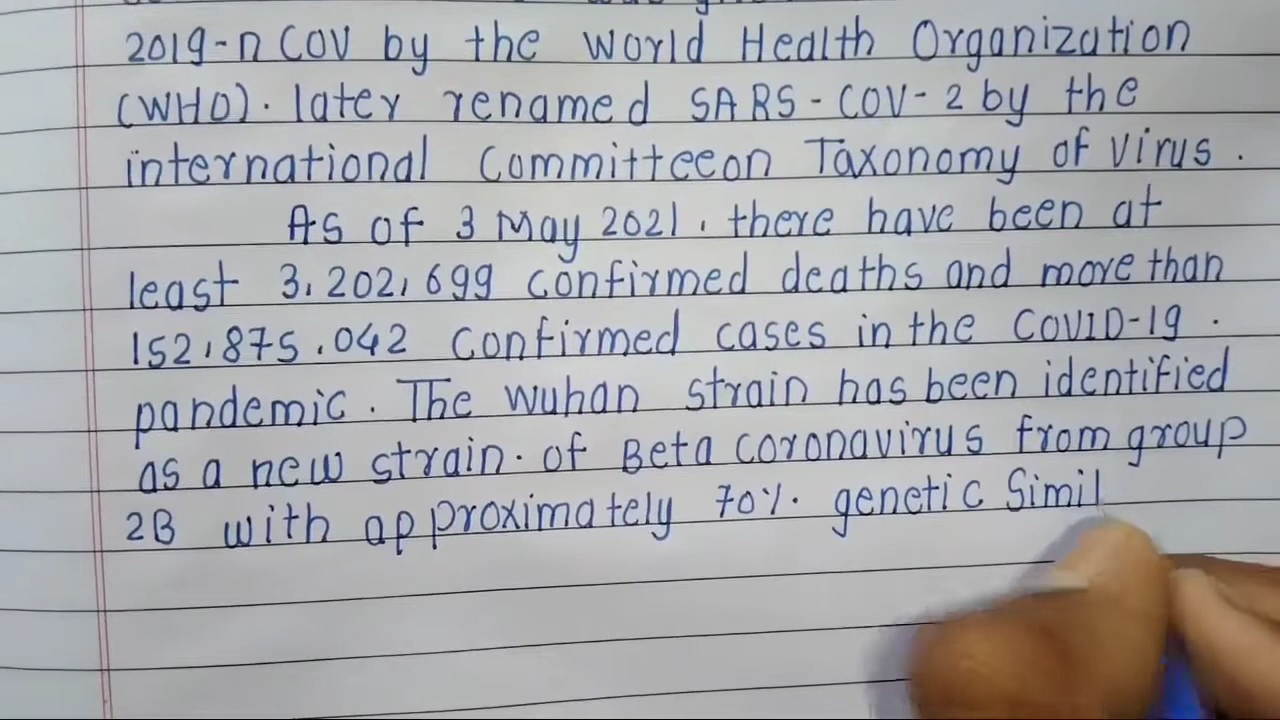 2019-n COV by the World Health Organization
(WHO). later renamed SARS-COV-2 by the
international Committeeon Taxonomy of Virus.
As of 3 May 2021, there have been at
least 3,202,699 confirmed deaths and more than
152,875,042 confirmed cases in the COVID-19.
pandemic. The wuhan strain has been identified
as a new strain. of Beta coronavirus from group
2B with approximately 70%. genetic Simil